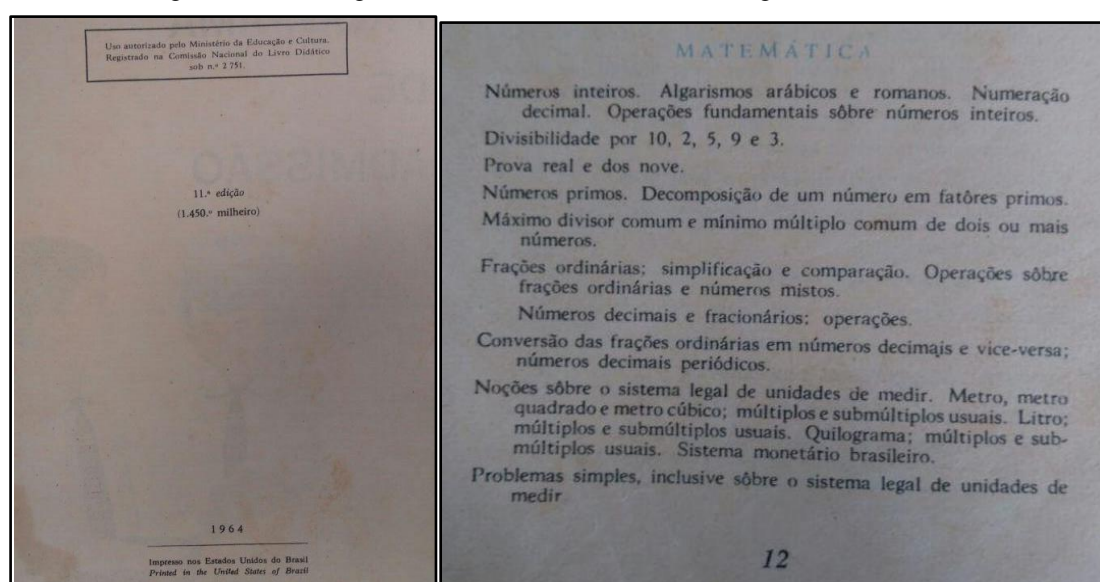 Uso autorizado pelo Ministério da Educação e Cultura.
Registrado na Comissão Nacional do Livro Didático
sob n.º 2 751.
11.ª edição
(1.450.º milheiro)
1964
Impresso nos Estados Unidos do Brasil
Printed in the United States of Brazil
MATEMÁTICA
Números inteiros. Algarismos arábicos e romanos. Numeração
decimal. Operações fundamentais sôbre números inteiros.
Divisibilidade por 10, 2, 5, 9 e 3.
Prova real e dos nove.
Números primos. Decomposição de um número em fatôres primos.
Máximo divisor comum e mínimo múltiplo comum de dois ou mais
números.
Frações ordinárias; simplificação e comparação. Operações sôbre
frações ordinárias e números mistos.
Números decimais e fracionários; operações.
Conversão das frações ordinárias em números decimais e vice-versa;
números decimais periódicos.
Noções sôbre o sistema legal de unidades de medir. Metro, metro
quadrado e metro cúbico; múltiplos e submúltiplos usuais. Litro;
múltiplos e submúltiplos usuais. Quilograma; múltiplos e sub-
múltiplos usuais. Sistema monetário brasileiro.
Problemas simples, inclusive sôbre o sistema legal de unidades de
medir
12